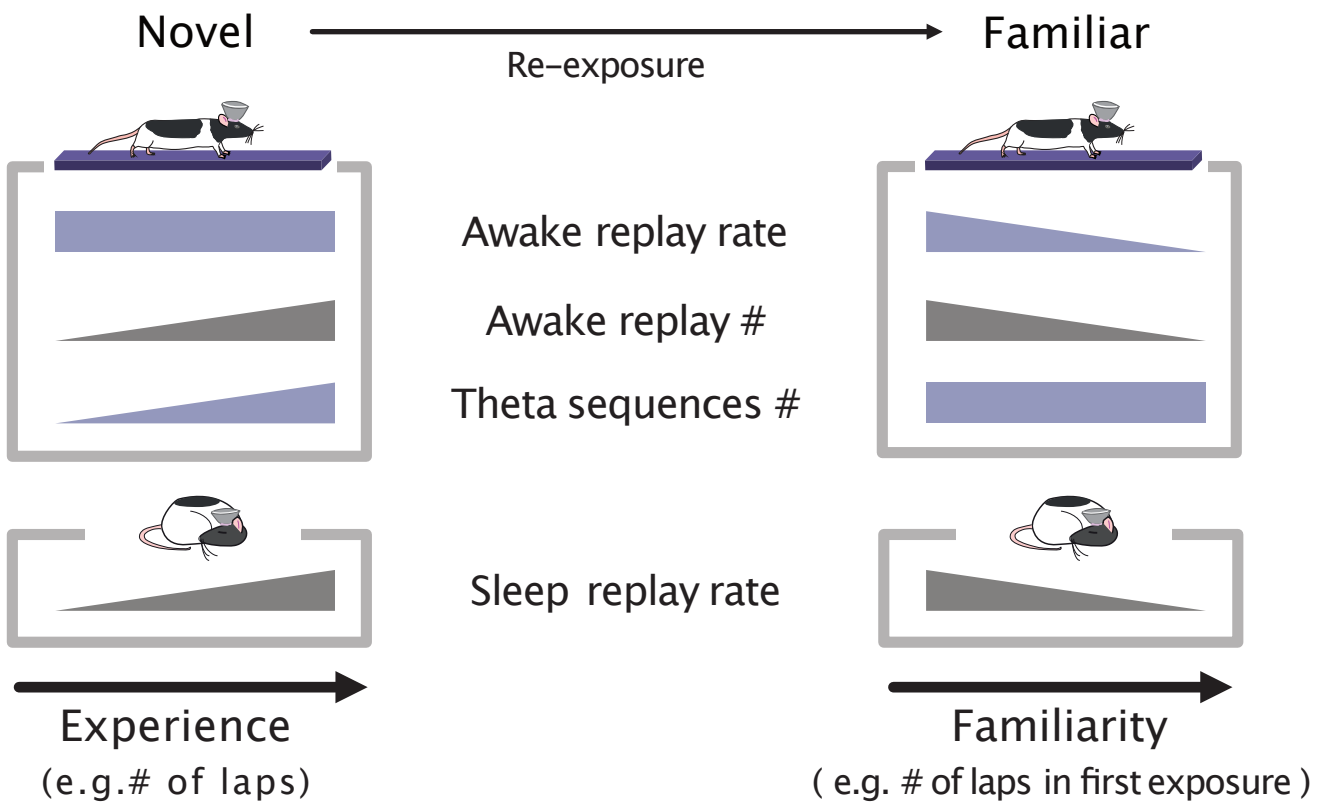 Novel
Familiar
Re-exposure
Awake replay rate
Awake replay #
Theta sequences #
Sleep replay rate
Experience
(e.g.# of laps)
Familiarity
( e.g. # of laps in first exposure )